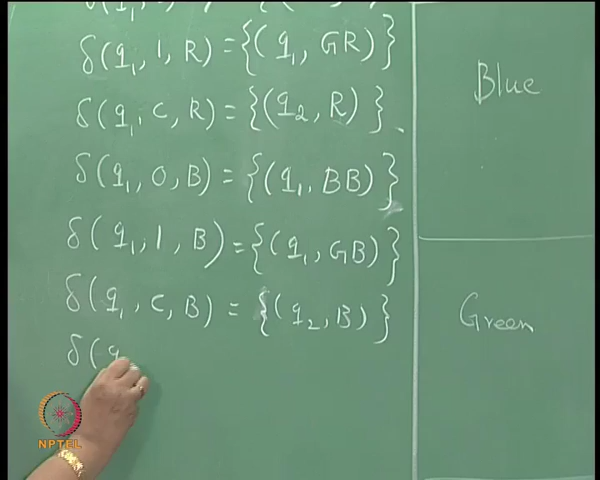 δ(q₁, 1, R) = {(q₁, GR)}
δ(q₁, C, R) = {(q₂, R)}
δ(q₁, 0, B) = {(q₁, BB)}
δ(q₁, 1, B) = {(q₁, GB)}
δ(q₁, C, B) = {(q₂, B)}
δ(q
Blue
Green
NPTEL